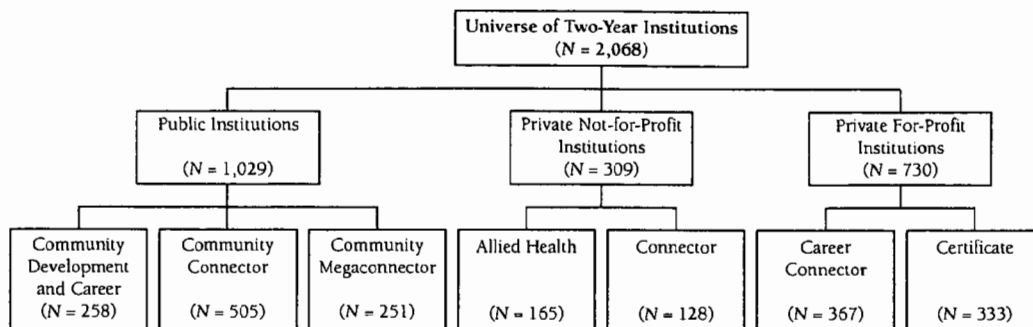 Universe of Two-Year Institutions
(N = 2,068)
Public Institutions
(N = 1,029)
Private Not-for-Profit
Institutions
(N = 309)
Private For-Profit
Institutions
(N = 730)
Community
Development
and Career
(N = 258)
Community
Connector
(N = 505)
Community
Megaconnector
(N = 251)
Allied Health
(N = 165)
Connector
(N = 128)
Career
Connector
(N = 367)
Certificate
(N = 333)